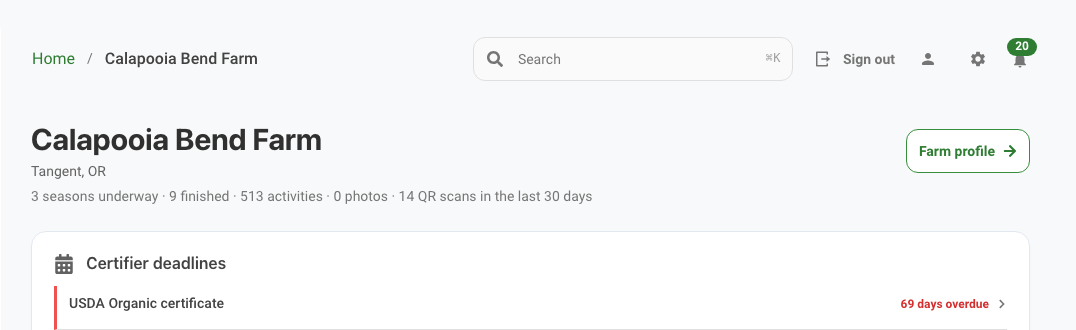 Home / Calapooia Bend Farm
Search ⌘K
Sign out
20
Calapooia Bend Farm
Farm profile
Tangent, OR
3 seasons underway · 9 finished · 513 activities · 0 photos · 14 QR scans in the last 30 days
Certifier deadlines
USDA Organic certificate
69 days overdue